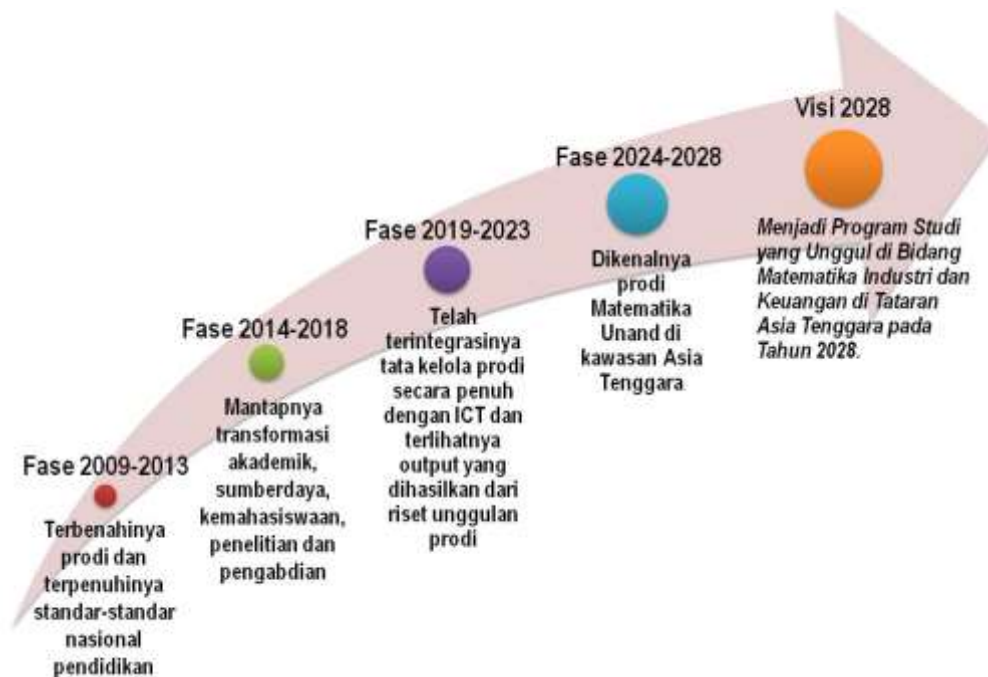 Fase 2009-2013
Terbenahinya
prodi dan
terpenuhinya
standar-standar
nasional
pendidikan
Fase 2014-2018
Mantapnya
transformasi
akademik,
sumberdaya,
kemahasiswaan,
penelitian dan
pengabdian
Fase 2019-2023
Telah
terintegrasinya
tata kelola prodi
secara penuh
dengan ICT dan
terlihatnya
output yang
dihasilkan dari
riset unggulan
prodi
Fase 2024-2028
Dikenalnya
prodi
Matematika
Unand di
kawasan Asia
Tenggara
Visi 2028
Menjadi Program Studi
yang Unggul di Bidang
Matematika Industri dan
Keuangan di Tataran
Asia Tenggara pada
Tahun 2028.